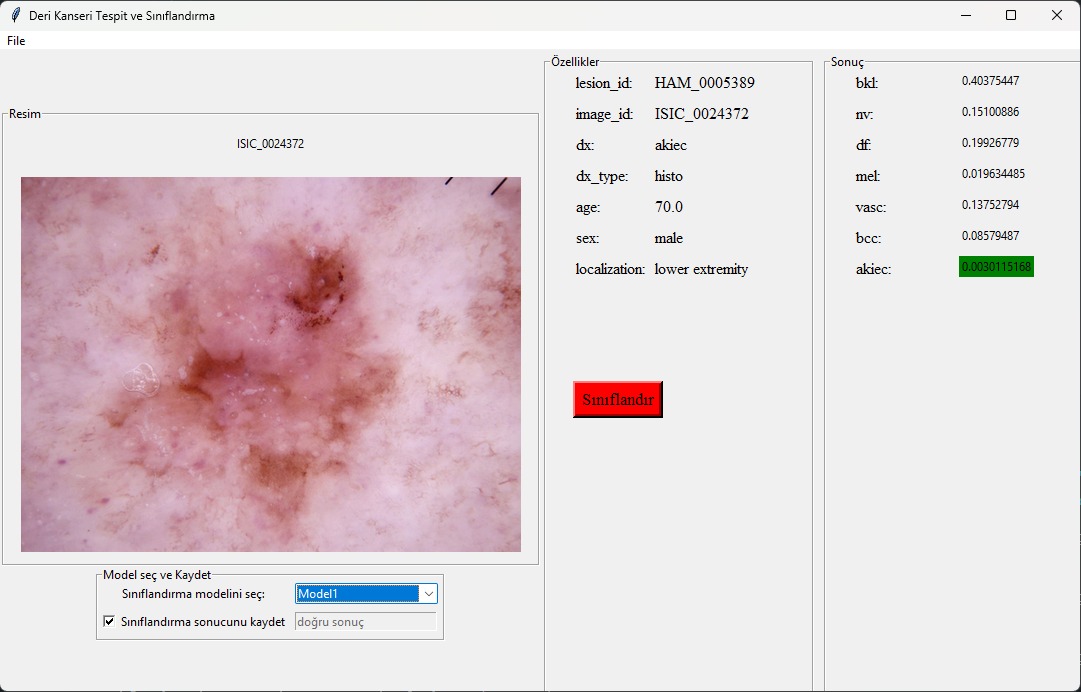 Deri Kanseri Tespit ve Sınıflandırma
File
Resim
ISIC_0024372
Model seç ve Kaydet
Sınıflandırma modelini seç: Model1
Sınıflandırma sonucunu kaydet doğru sonuç
Özellikler
lesion_id: HAM_0005389
image_id: ISIC_0024372
dx: akiec
dx_type: histo
age: 70.0
sex: male
localization: lower extremity
Sınıflandır
Sonuç
bkl: 0.40375447
nv: 0.15100886
df: 0.19926779
mel: 0.019634485
vasc: 0.13752794
bcc: 0.08579487
akiec: 0.0030115168